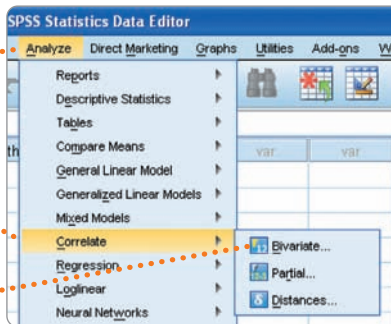 SPSS Statistics Data Editor
Analyze Direct Marketing Graphs Utilities Add-ons W
Reports
Descriptive Statistics
Tables
th Compare Means var var
General Linear Model
Generalized Linear Models
Mixed Models
Correlate Bivariate...
Regression Partial...
Loglinear Distances...
Neural Networks